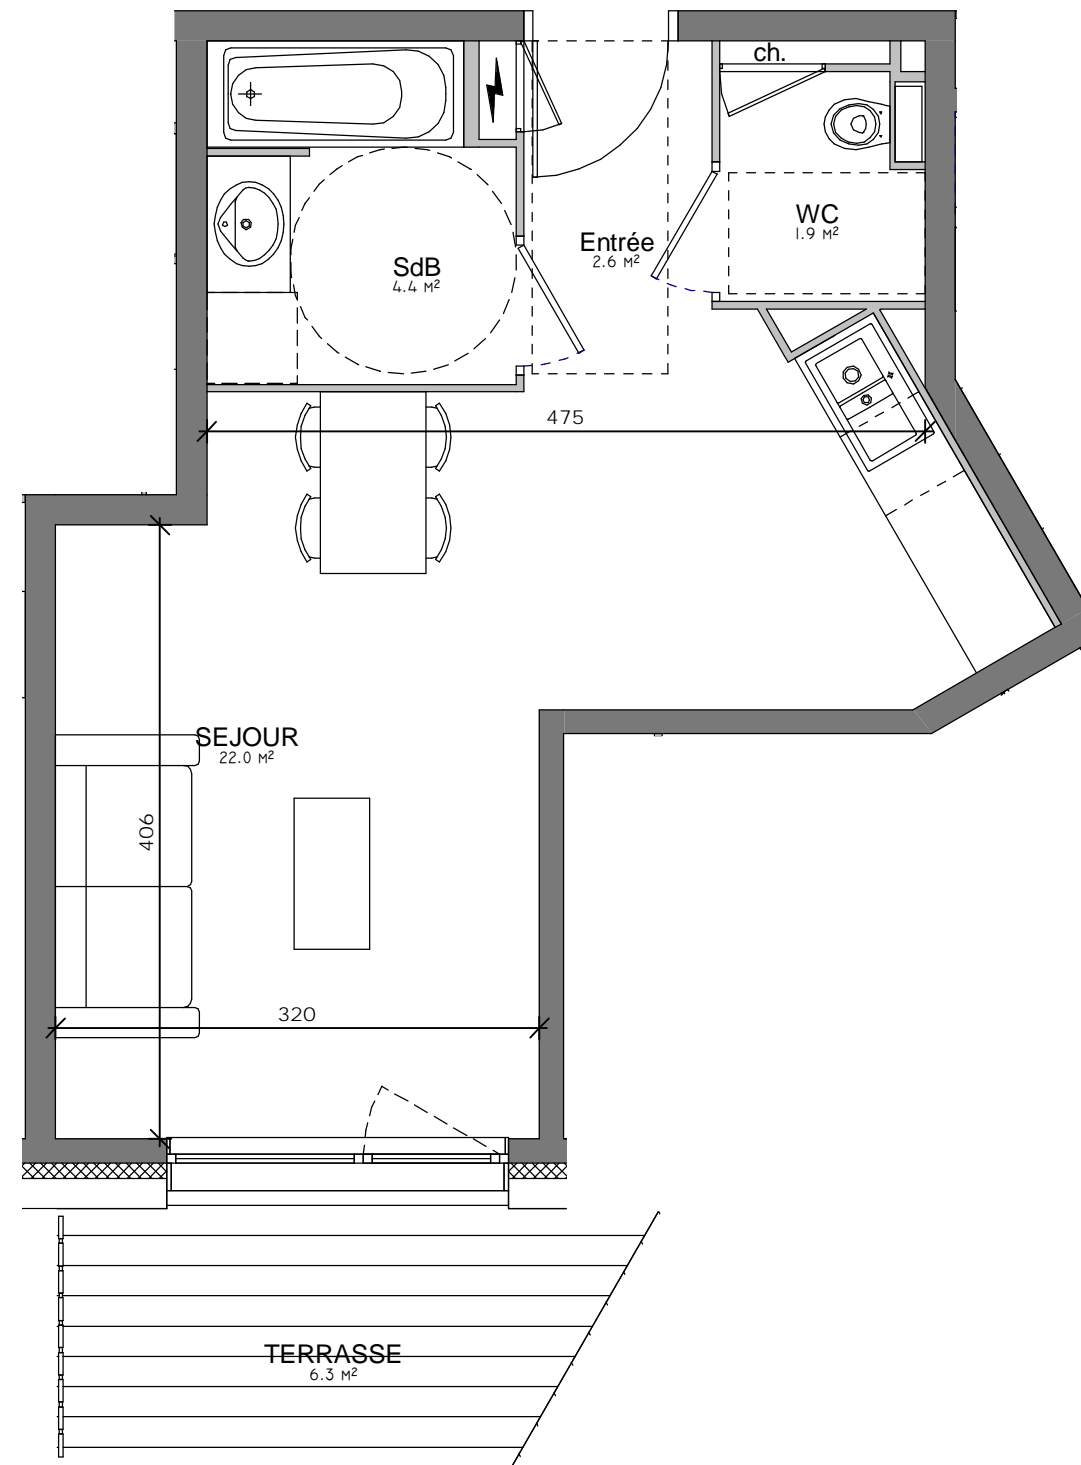 ch.
WC
1.9 M²
Entrée
2.6 M²
SdB
4.4 M²
475
SEJOUR
22.0 M²
406
320
TERRASSE
6.3 M²